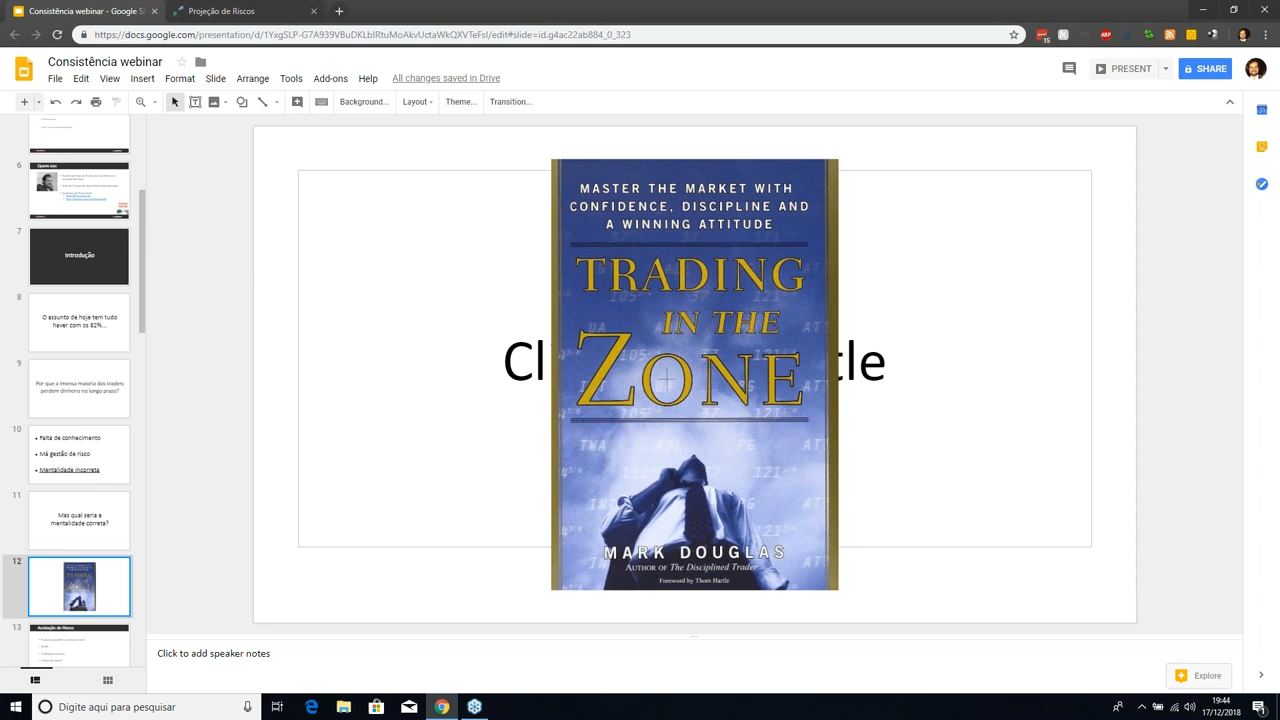 Consistência webinar - Google Sl
Projeção de Riscos
https://docs.google.com/presentation/d/1YxgSLP-G7A939VBuDKLbIRtuMoAkvUctaWkQXVTeFsI/edit#slide=id.g4ac22ab884_0_323
Consistência webinar
File Edit View Insert Format Slide Arrange Tools Add-ons Help All changes saved in Drive
PRESENT
SHARE
Background... Layout Theme... Transition...
6
Quem sou
7
Introdução
8
O assunto de hoje tem tudo
haver com os 82%...
9
Por que a imensa maioria dos traders
perdem dinheiro no longo prazo?
10
• Falta de conhecimento
• Má gestão de risco
• Mentalidade incorreta
11
Mas qual seria a
mentalidade correta?
12
13
Avaliação de Riscos
MASTER THE MARKET WITH
CONFIDENCE, DISCIPLINE AND
A WINNING ATTITUDE
TRADING
IN THE
ZONE
MARK DOUGLAS
AUTHOR OF The Disciplined Trader
Foreword by Thom Hartle
Cl
tle
Click to add speaker notes
Explore
Digite aqui para pesquisar
19:44
17/12/2018